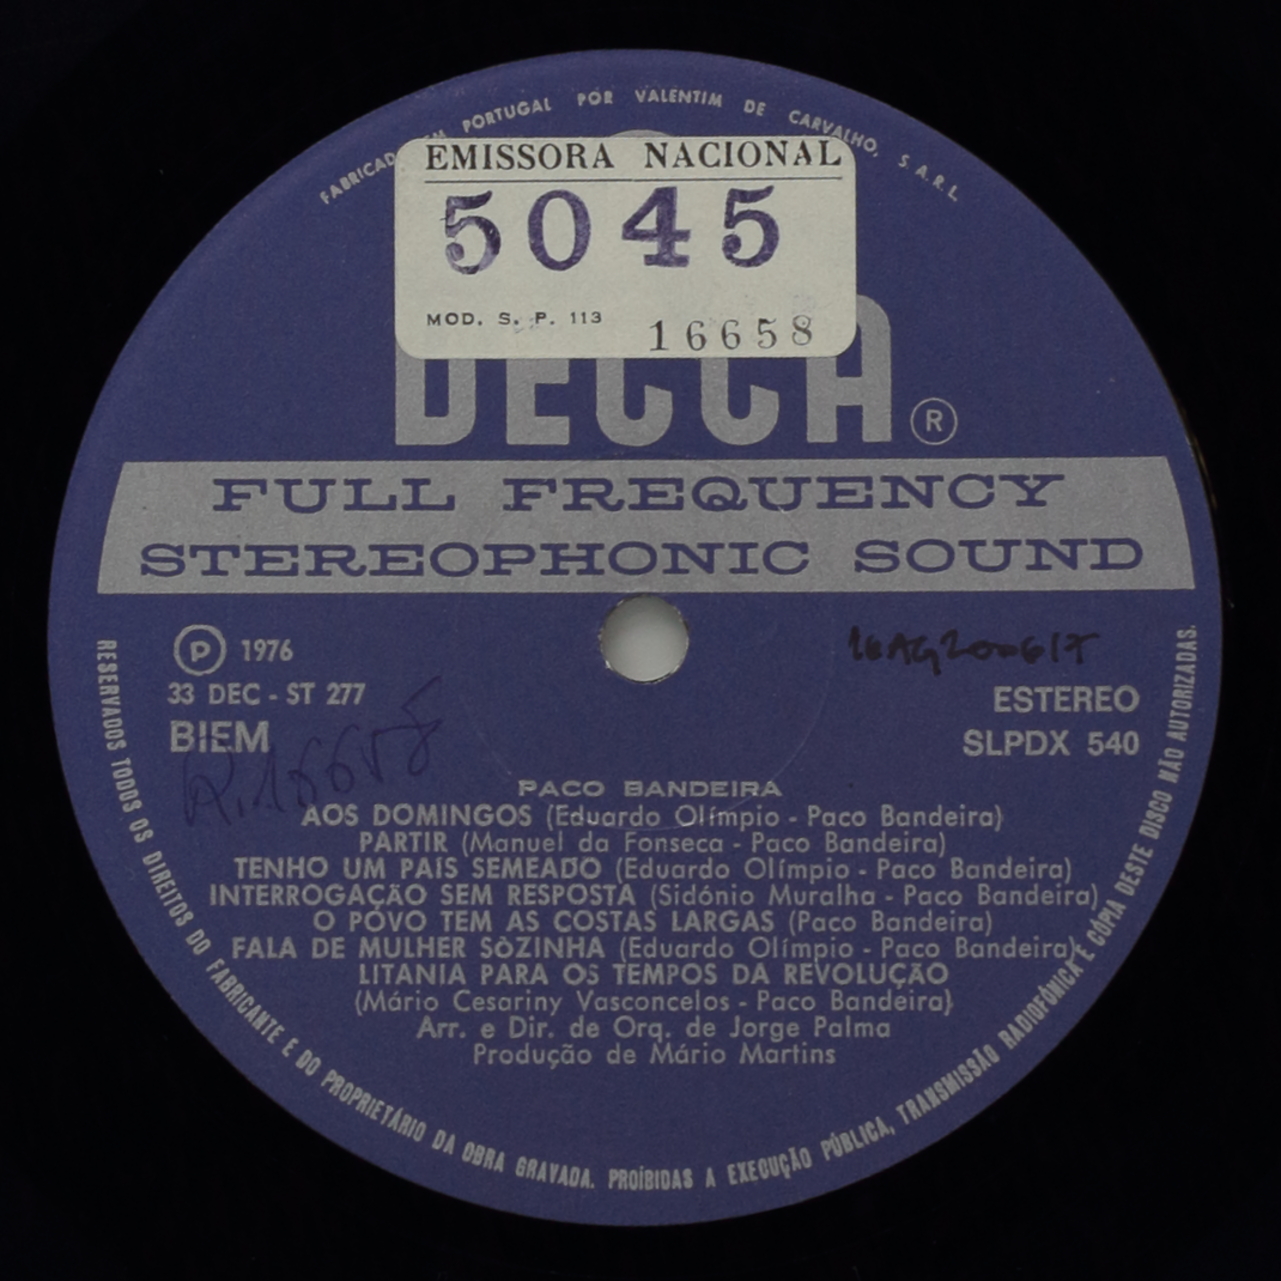 FABRICADO EM PORTUGAL POR VALENTIM DE CARVALHO, S.A.R.L.
EMISSORA NACIONAL
5045
MOD. S. P. 113
16658
DECCA ®
FULL FREQUENCY
STEREOPHONIC SOUND
Ⓟ 1976
33 DEC - ST 277
BIEM
R.16658
ESTEREO
SLPDX 540
PACO BANDEIRA
AOS DOMINGOS (Eduardo Olímpio - Paco Bandeira)
PARTIR (Manuel da Fonseca - Paco Bandeira)
TENHO UM PAÍS SEMEADO (Eduardo Olímpio - Paco Bandeira)
INTERROGAÇÃO SEM RESPOSTA (Sidónio Muralha - Paco Bandeira)
O PÓVO TEM AS COSTAS LARGAS (Paco Bandeira)
FALA DE MULHER SÒZINHA (Eduardo Olímpio - Paco Bandeira)
LITANIA PARA OS TEMPOS DA REVOLUÇÃO
(Mário Cesariny Vasconcelos - Paco Bandeira)
Arr. e Dir. de Orq. de Jorge Palma
Produção de Mário Martins
RESERVADOS TODOS OS DIREITOS DO FABRICANTE E DO PROPRIETÁRIO DA OBRA GRAVADA. PROÍBIDAS A EXECUÇÃO PÚBLICA, TRANSMISSÃO RADIOFÓNICA E CÓPIA DESTE DISCO NÃO AUTORIZADAS.